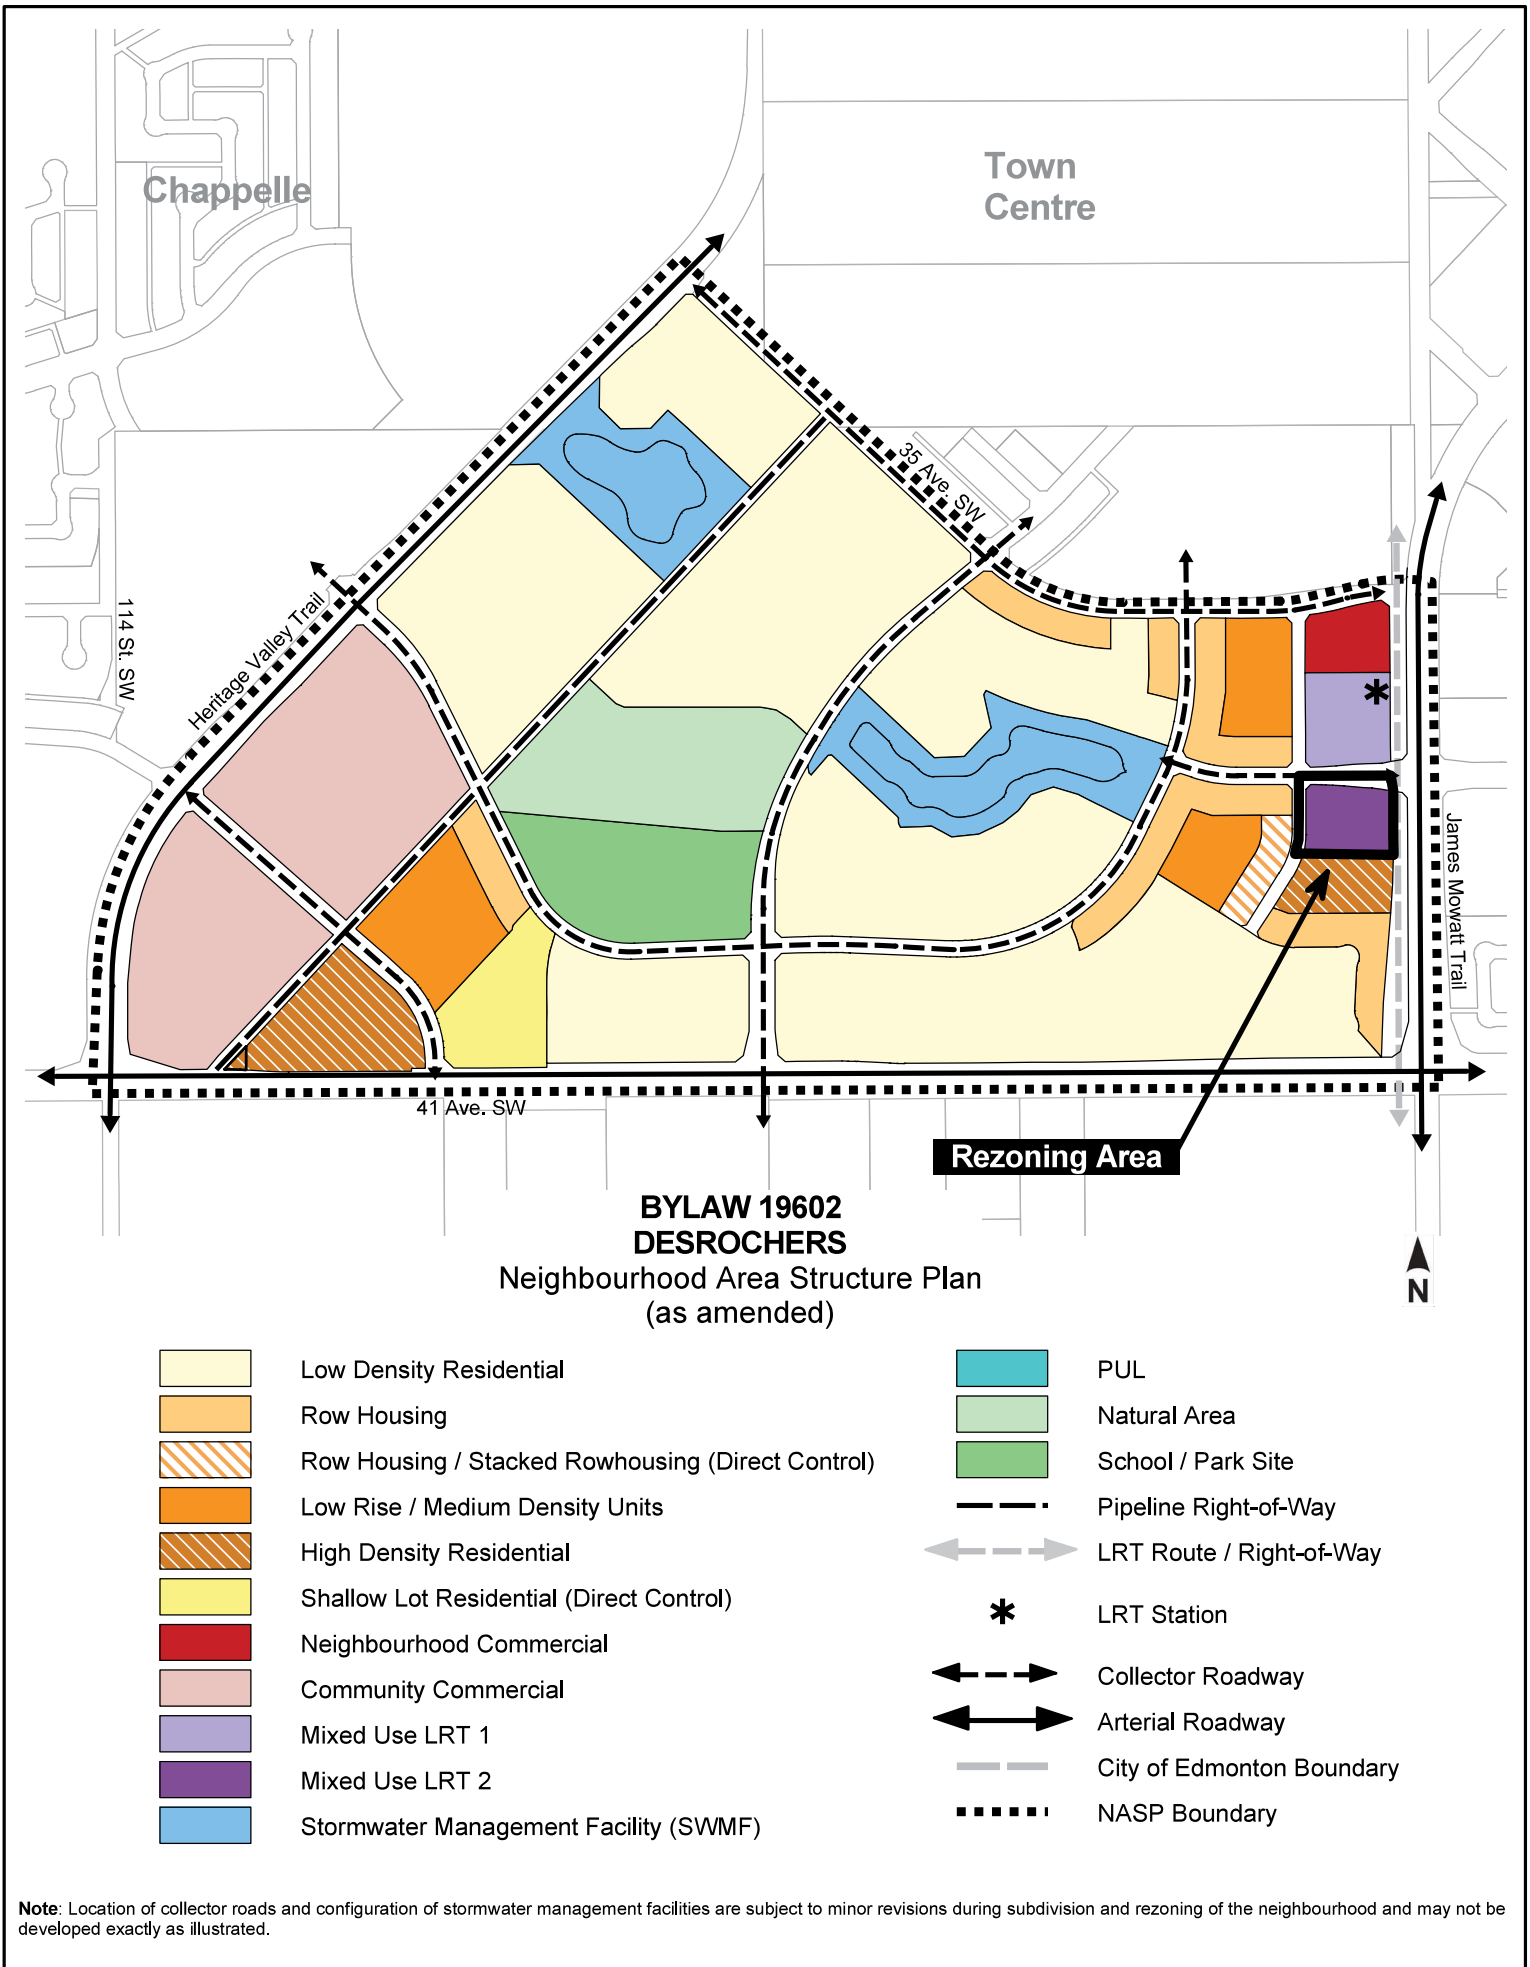 Chappelle
Town
Centre
35 Ave. SW
114 St. SW
Heritage Valley Trail
James Mowatt Trail
41 Ave. SW
Rezoning Area
BYLAW 19602
DESROCHERS
Neighbourhood Area Structure Plan
(as amended)
N
Low Density Residential
Row Housing
Row Housing / Stacked Rowhousing (Direct Control)
Low Rise / Medium Density Units
High Density Residential
Shallow Lot Residential (Direct Control)
Neighbourhood Commercial
Community Commercial
Mixed Use LRT 1
Mixed Use LRT 2
Stormwater Management Facility (SWMF)
PUL
Natural Area
School / Park Site
Pipeline Right-of-Way
LRT Route / Right-of-Way
LRT Station
Collector Roadway
Arterial Roadway
City of Edmonton Boundary
NASP Boundary
Note: Location of collector roads and configuration of stormwater management facilities are subject to minor revisions during subdivision and rezoning of the neighbourhood and may not be
developed exactly as illustrated.